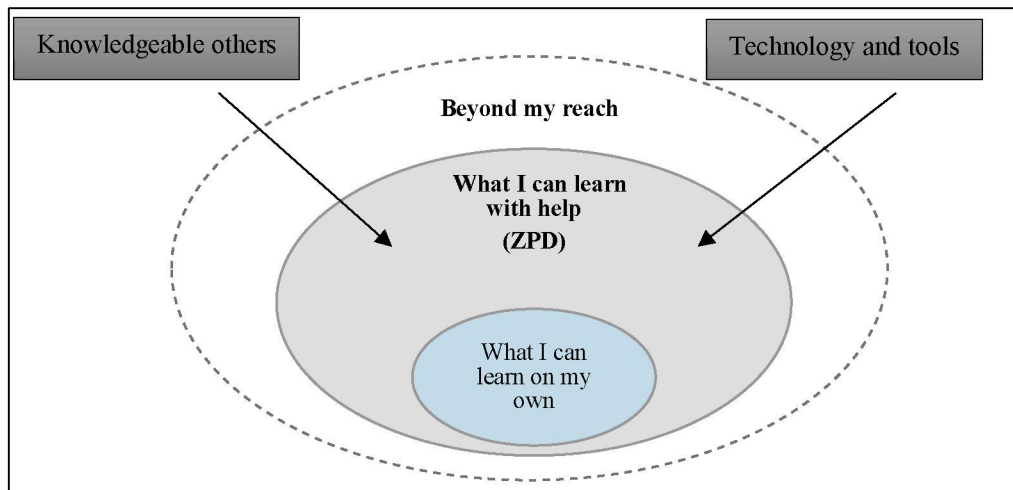 Knowledgeable others
Technology and tools
Beyond my reach
What I can learn
with help
(ZPD)
What I can
learn on my
own